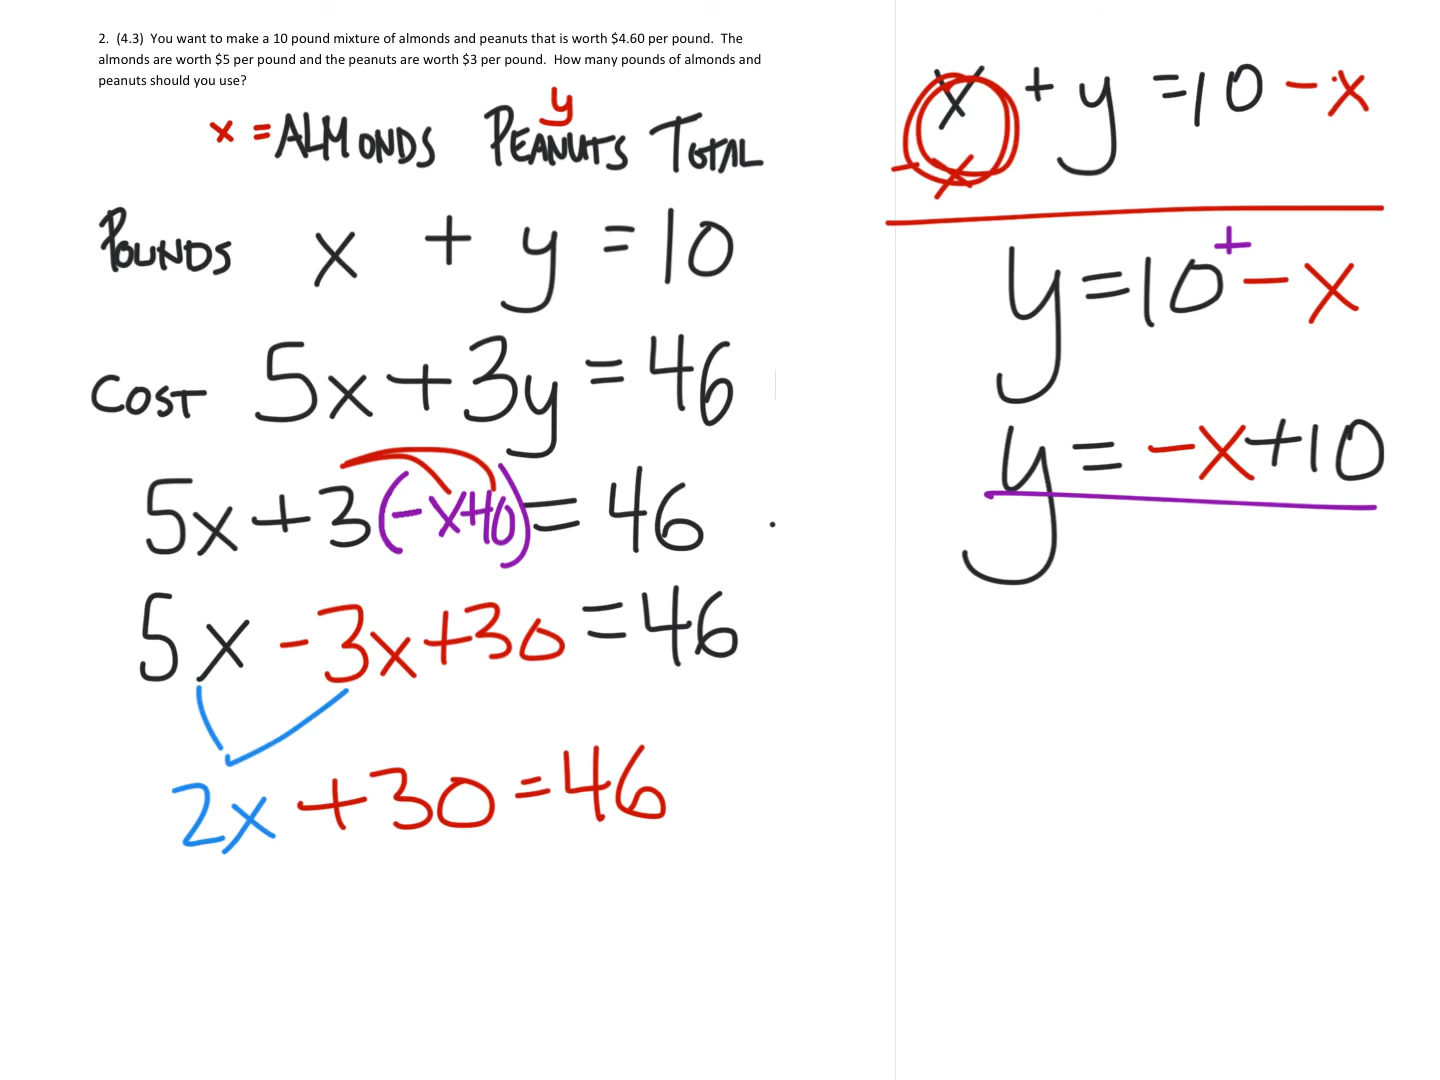 2. (4.3) You want to make a 10 pound mixture of almonds and peanuts that is worth $4.60 per pound. The
almonds are worth $5 per pound and the peanuts are worth $3 per pound. How many pounds of almonds and
peanuts should you use?
y
x = ALMONDS PEANUTS TOTAL
POUNDS x + y = 10
COST 5x + 3y = 46
5x + 3(-x+10) = 46
5x - 3x + 30 = 46
2x + 30 = 46
x + y = 10 - x
- x
y = 10 + - x
y = -x + 10